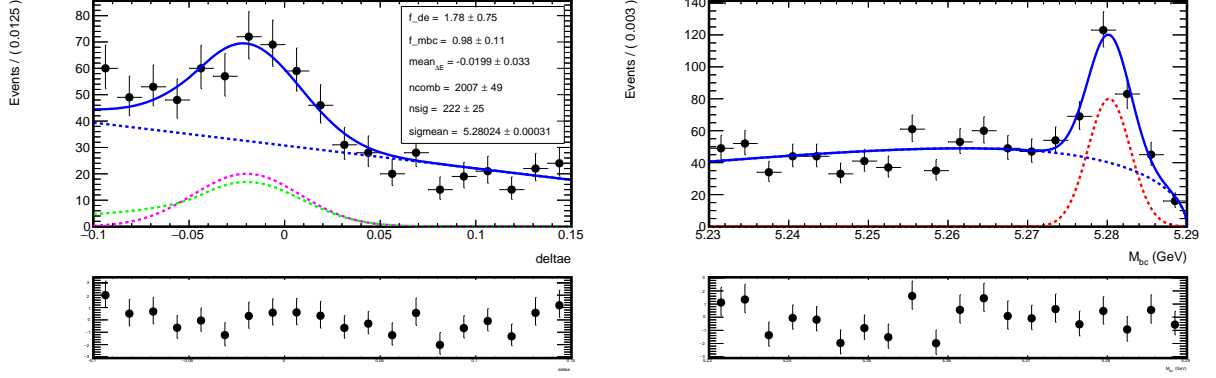 Events / ( 0.0125 )
80
70
60
50
40
30
20
10
0
f_de = 1.78 ± 0.75
f_mbc = 0.98 ± 0.11
mean_ΔE = -0.0199 ± 0.033
ncomb = 2007 ± 49
nsig = 222 ± 25
sigmean = 5.28024 ± 0.00031
−0.1 −0.05 0 0.05 0.1 0.15
deltae
Events / ( 0.003 )
140
120
100
80
60
40
20
0
5.23 5.24 5.25 5.26 5.27 5.28 5.29
M_bc (GeV)
deltae
M_bc (GeV)